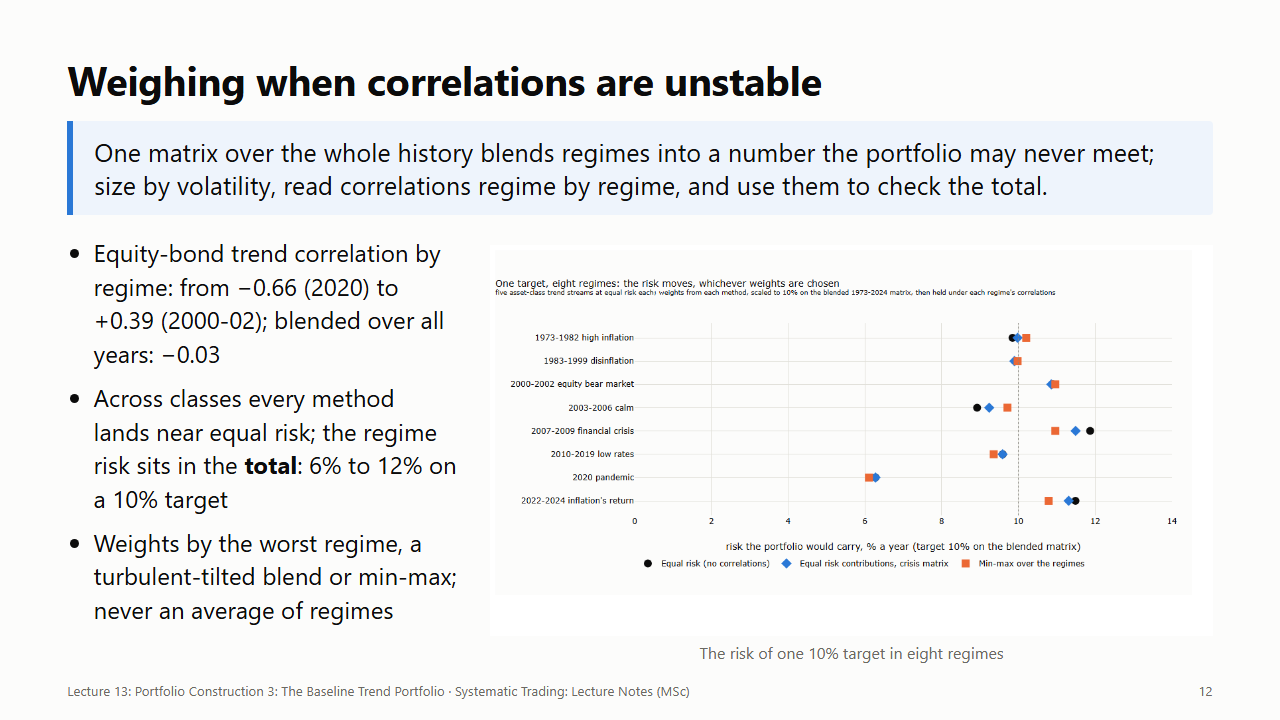 Weighing when correlations are unstable
One matrix over the whole history blends regimes into a number the portfolio may never meet;
size by volatility, read correlations regime by regime, and use them to check the total.
• Equity-bond trend correlation by
regime: from −0.66 (2020) to
+0.39 (2000-02); blended over all
years: −0.03
• Across classes every method
lands near equal risk; the regime
risk sits in the total: 6% to 12% on
a 10% target
• Weights by the worst regime, a
turbulent-tilted blend or min-max;
never an average of regimes
One target, eight regimes: the risk moves, whichever weights are chosen
five asset-class trend streams at equal risk each; weights from each method, scaled to 10% on the blended 1973-2024 matrix, then held under each regime's correlations
1973-1982 high inflation
1983-1999 disinflation
2000-2002 equity bear market
2003-2006 calm
2007-2009 financial crisis
2010-2019 low rates
2020 pandemic
2022-2024 inflation's return
0 2 4 6 8 10 12 14
risk the portfolio would carry, % a year (target 10% on the blended matrix)
Equal risk (no correlations) Equal risk contributions, crisis matrix Min-max over the regimes
The risk of one 10% target in eight regimes
Lecture 13: Portfolio Construction 3: The Baseline Trend Portfolio · Systematic Trading: Lecture Notes (MSc) 12